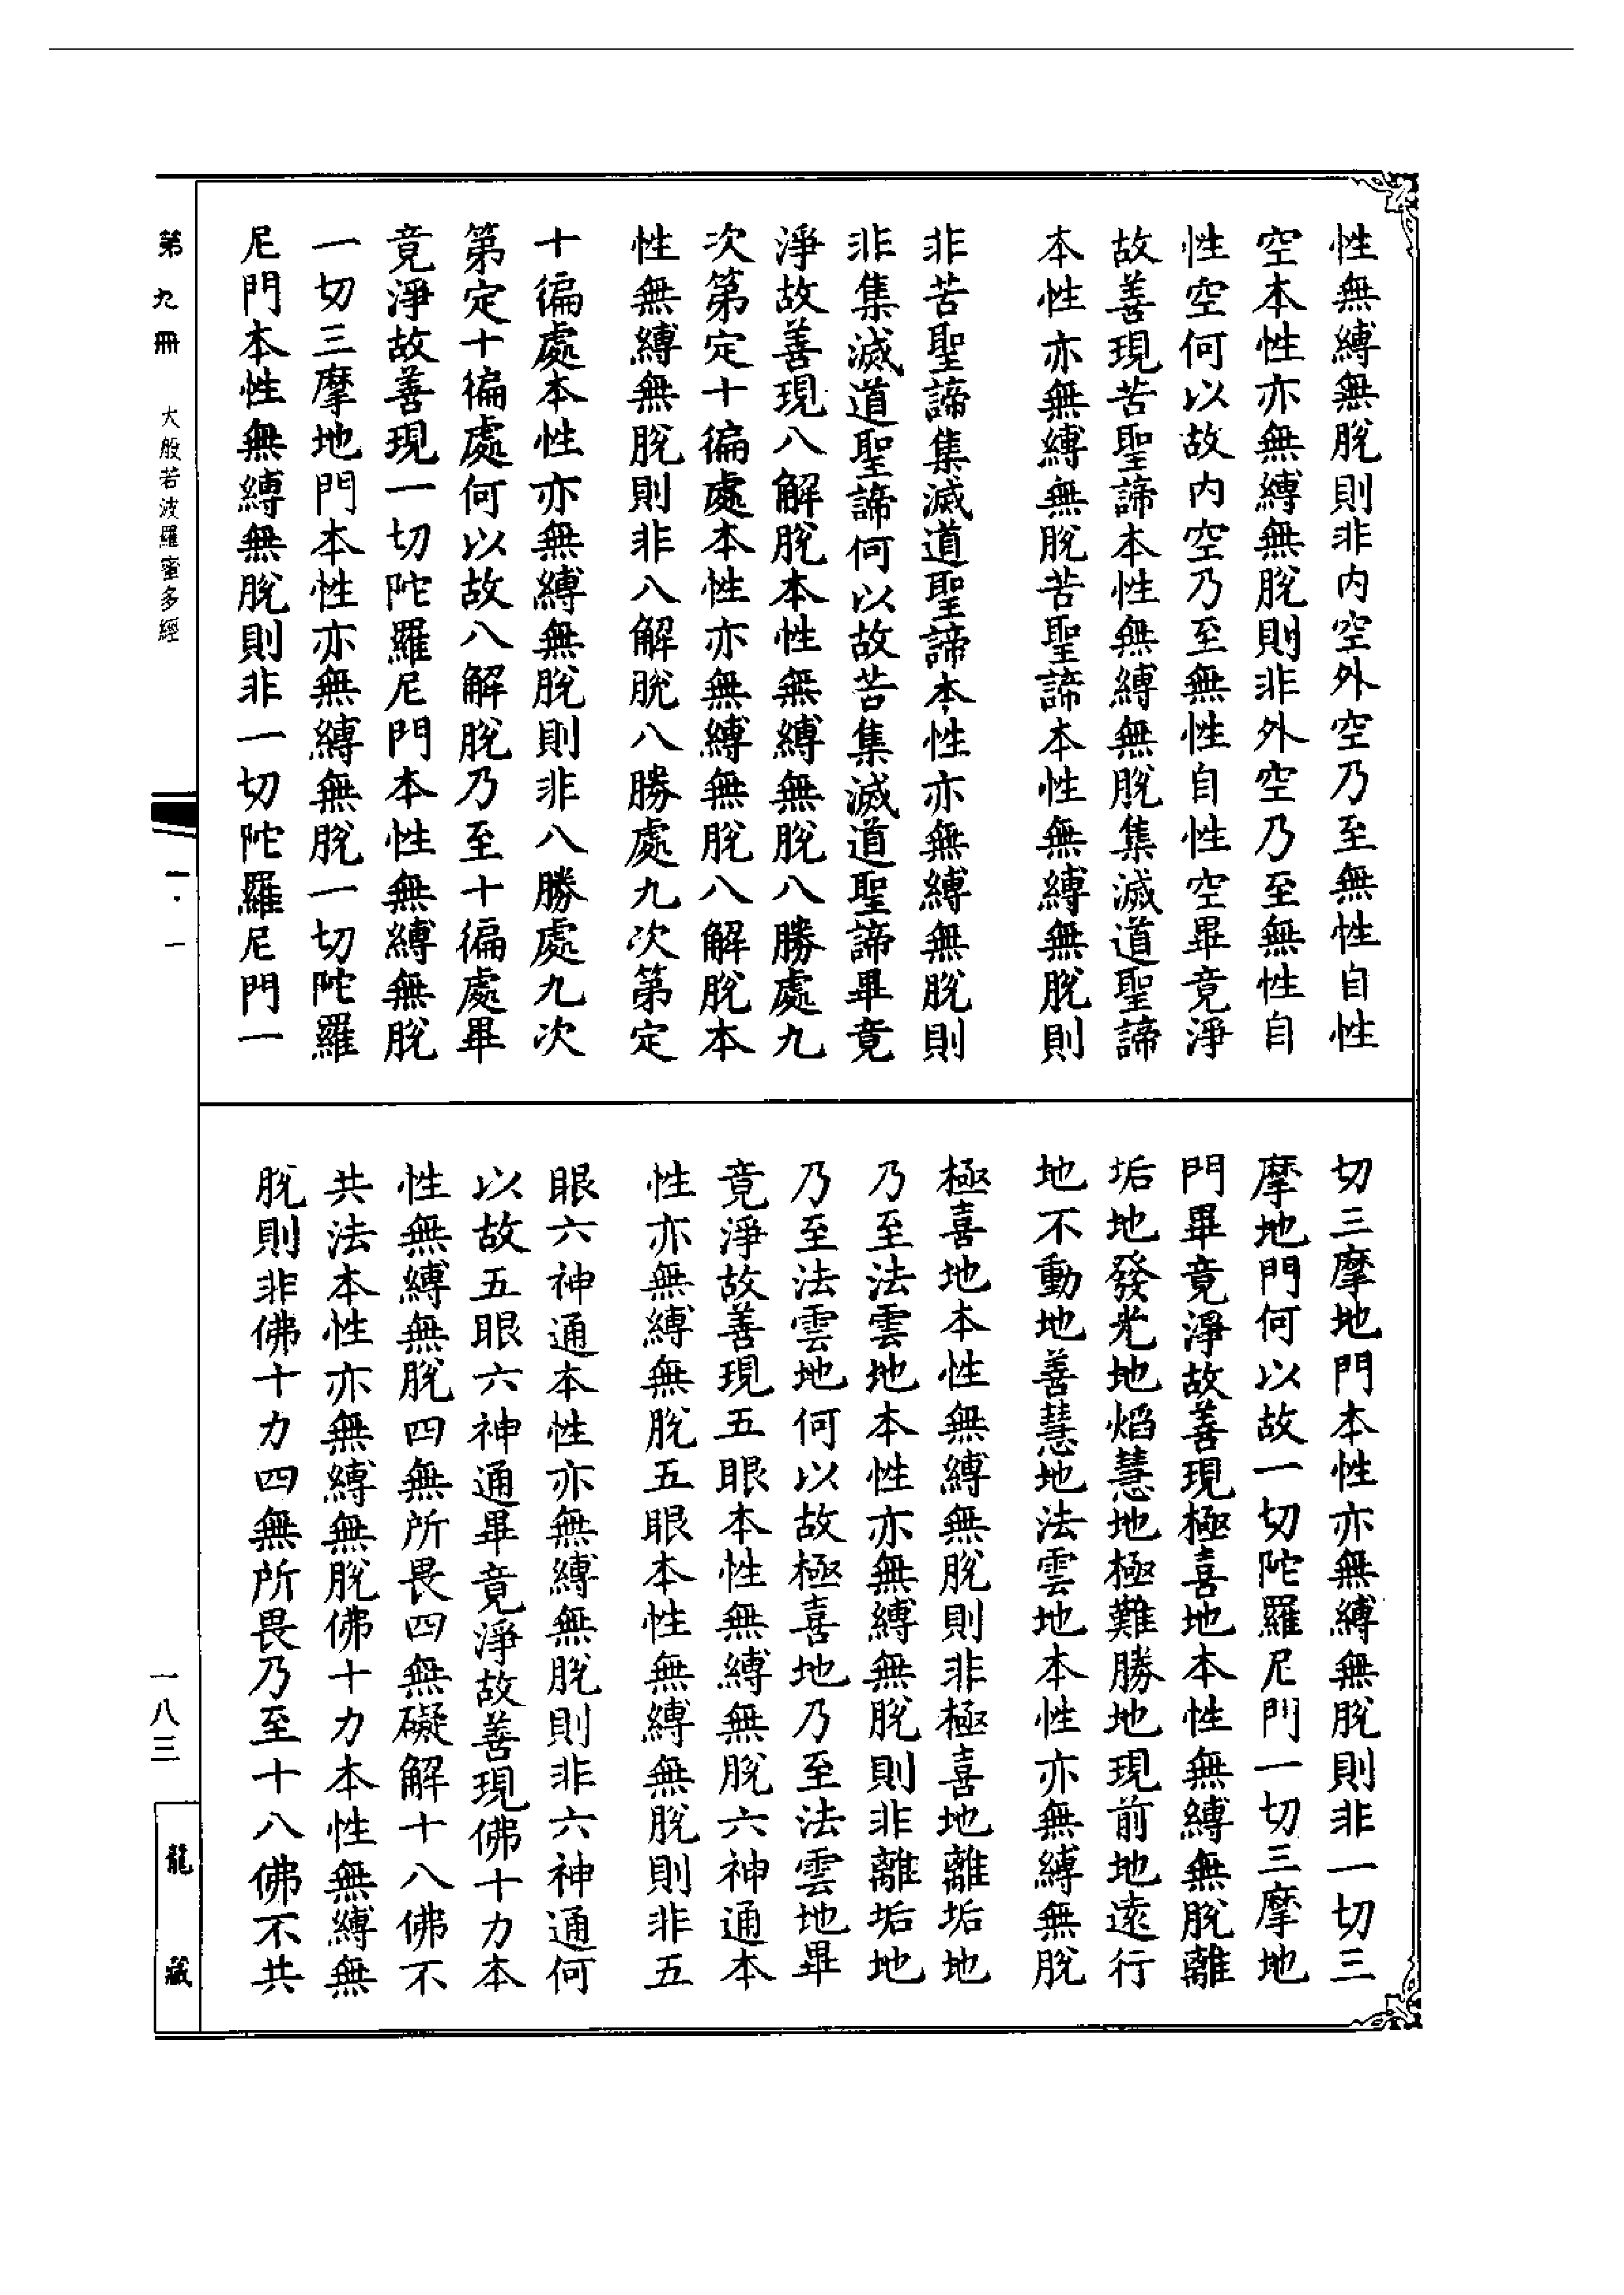 性無縛無脫則非內空外空乃至無性自性
空本性亦無縛無脫則非外空乃至無性自
性空何以故內空乃至無性自性空畢竟淨
故善現苦聖諦本性無縛無脫集滅道聖諦
本性亦無縛無脫苦聖諦本性無縛無脫則
非苦聖諦集滅道聖諦本性亦無縛無脫則
非集滅道聖諦何以故苦集滅道聖諦畢竟
淨故善現八解脫本性無縛無脫八勝處九
次第定十徧處本性亦無縛無脫八解脫本
性無縛無脫則非八解脫八勝處九次第定
十徧處本性亦無縛無脫則非八勝處九次
第定十徧處何以故八解脫乃至十徧處畢
竟淨故善現一切陀羅尼門本性無縛無脫
一切三摩地門本性亦無縛無脫一切陀羅
尼門本性無縛無脫則非一切陀羅尼門一
切三摩地門本性亦無縛無脫則非一切三
摩地門何以故一切陀羅尼門一切三摩地
門畢竟淨故善現極喜地本性無縛無脫離
垢地發光地焰慧地極難勝地現前地遠行
地不動地善慧地法雲地本性亦無縛無脫
極喜地本性無縛無脫則非極喜地離垢地
乃至法雲地本性亦無縛無脫則非離垢地
乃至法雲地何以故極喜地乃至法雲地畢
竟淨故善現五眼本性無縛無脫六神通本
性亦無縛無脫五眼本性無縛無脫則非五
眼六神通本性亦無縛無脫則非六神通何
以故五眼六神通畢竟淨故善現佛十力本
性無縛無脫四無所畏四無礙解十八佛不
共法本性亦無縛無脫佛十力本性無縛無
脫則非佛十力四無所畏乃至十八佛不共
第九冊 大般若波羅蜜多經 一·一 一八三 龍藏